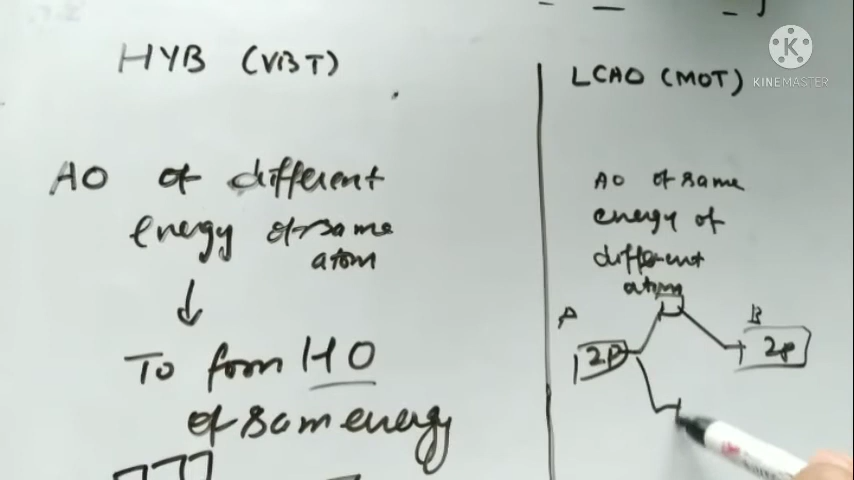 HYB (VBT)
AO of different
energy of same
atom
↓
To form HO
of sam energy
LCAO (MOT)
AO of same
energy of
different
atom
A
B
2p
2p
K
KINEMASTER